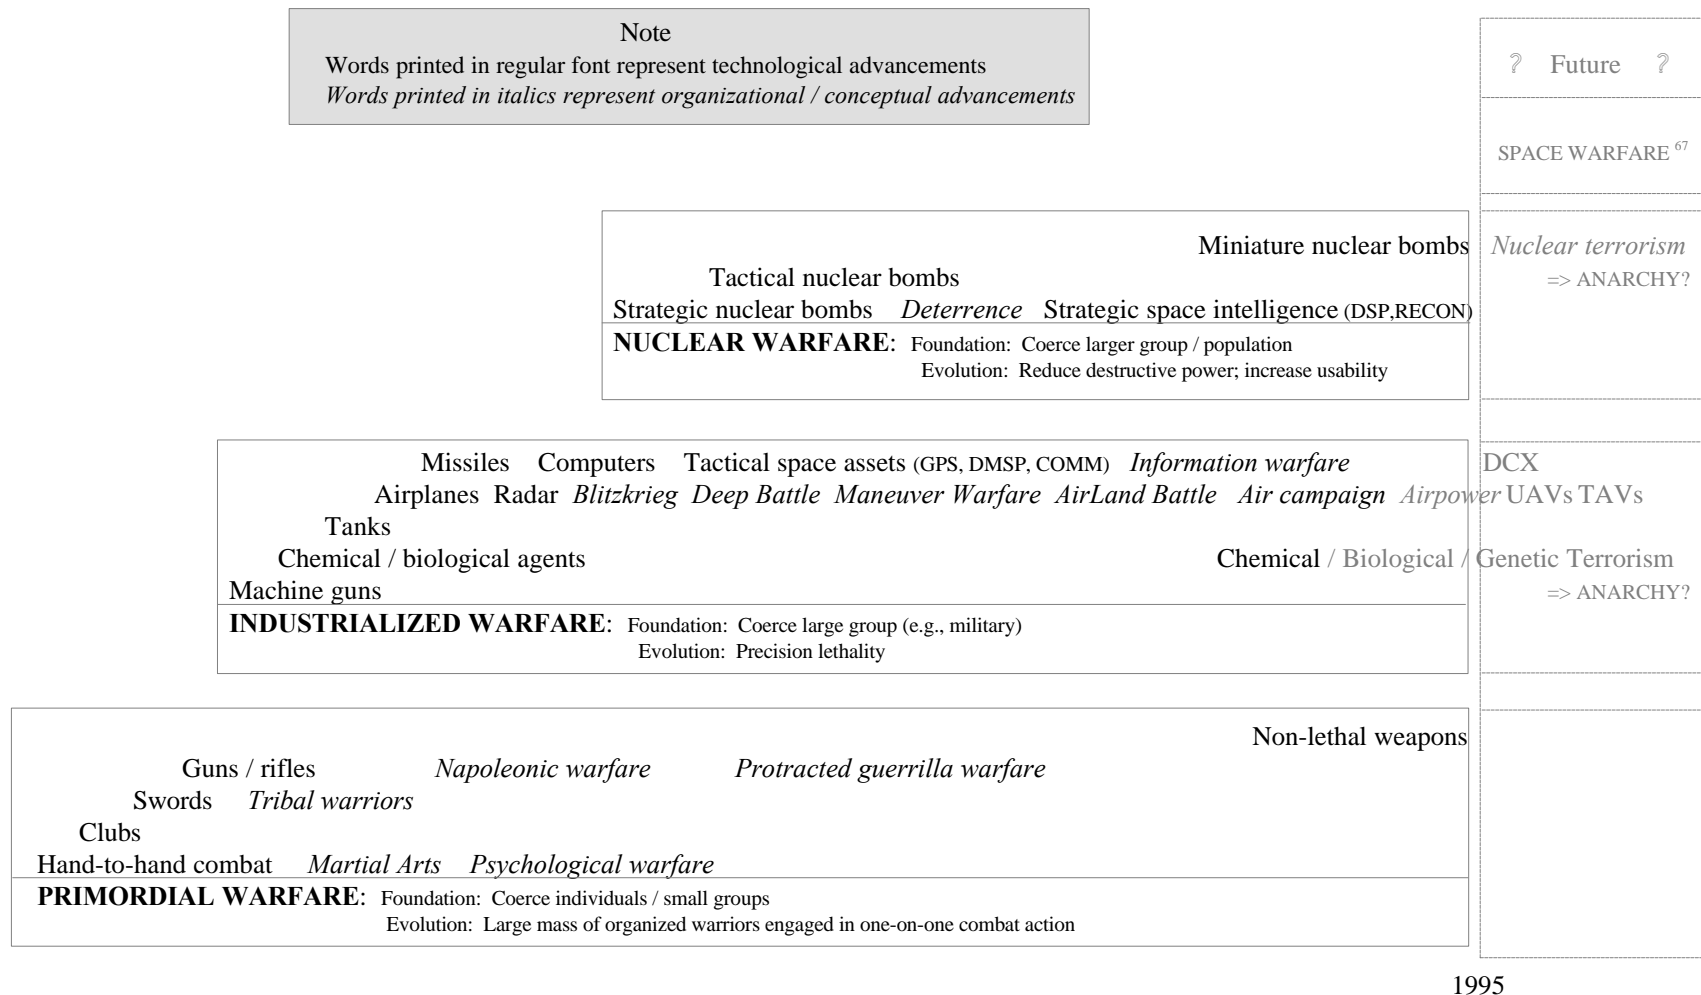 Note
Words printed in regular font represent technological advancements
Words printed in italics represent organizational / conceptual advancements
? Future ?
SPACE WARFARE 67
Miniature nuclear bombs Nuclear terrorism
Tactical nuclear bombs => ANARCHY?
Strategic nuclear bombs Deterrence Strategic space intelligence (DSP,RECON)
NUCLEAR WARFARE: Foundation: Coerce larger group / population
Evolution: Reduce destructive power; increase usability
Missiles Computers Tactical space assets (GPS, DMSP, COMM) Information warfare DCX
Airplanes Radar Blitzkrieg Deep Battle Maneuver Warfare AirLand Battle Air campaign Airpower UAVs TAVs
Tanks
Chemical / biological agents Chemical / Biological / Genetic Terrorism
Machine guns => ANARCHY?
INDUSTRIALIZED WARFARE: Foundation: Coerce large group (e.g., military)
Evolution: Precision lethality
Non-lethal weapons
Guns / rifles Napoleonic warfare Protracted guerrilla warfare
Swords Tribal warriors
Clubs
Hand-to-hand combat Martial Arts Psychological warfare
PRIMORDIAL WARFARE: Foundation: Coerce individuals / small groups
Evolution: Large mass of organized warriors engaged in one-on-one combat action
1995